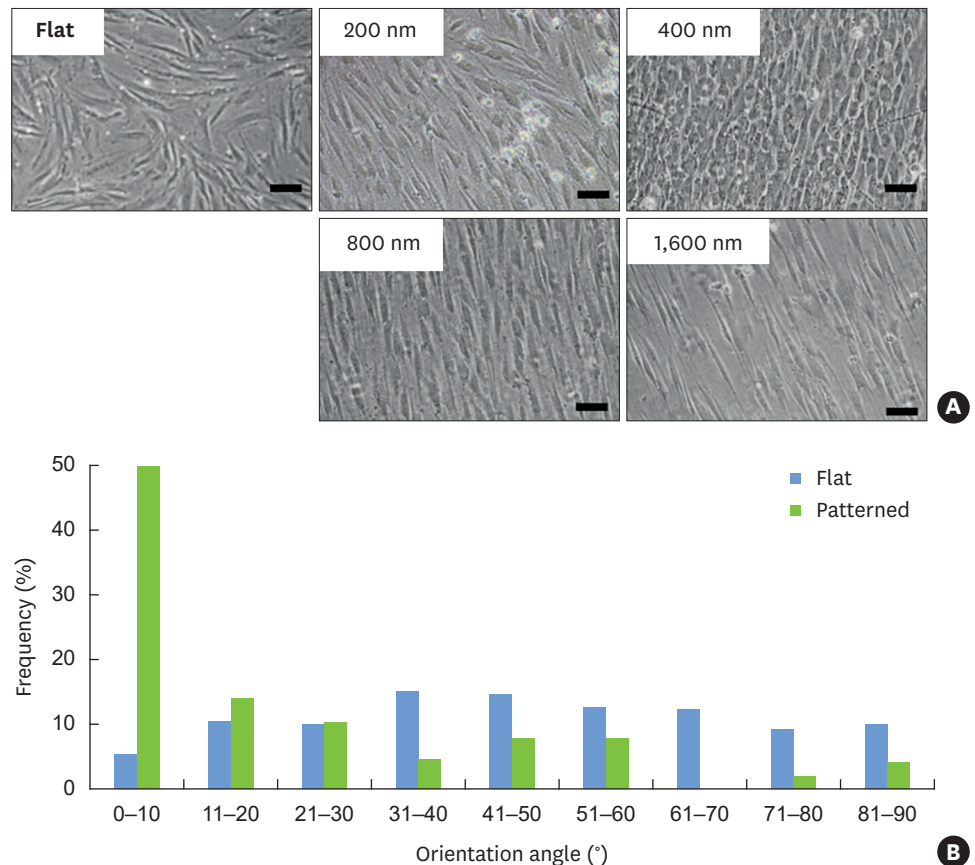 Flat
200 nm
400 nm
800 nm
1,600 nm
A
50
40
30
20
10
0
Frequency (%)
Flat
Patterned
0–10 11–20 21–30 31–40 41–50 51–60 61–70 71–80 81–90
Orientation angle (°)
B